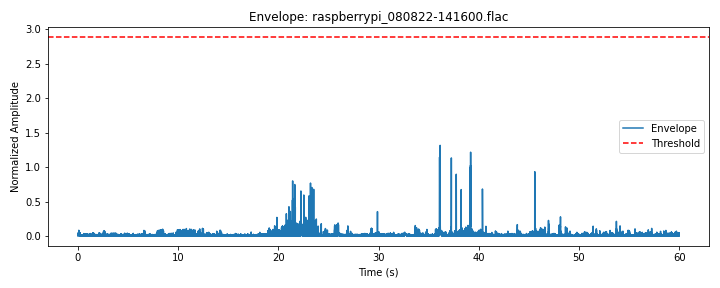 Envelope: raspberrypi_080822-141600.flac
Normalized Amplitude
3.0
2.5
2.0
1.5
1.0
0.5
0.0
Envelope
Threshold
0 10 20 30 40 50 60
Time (s)